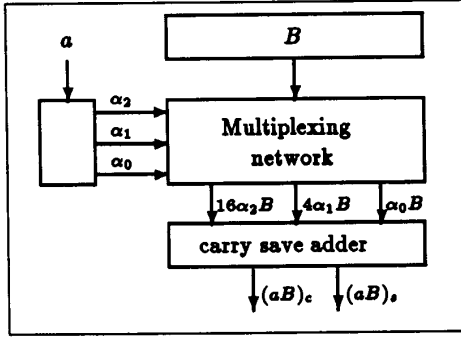 a
B
α₂
α₁
α₀
Multiplexing
network
16α₂B
4α₁B
α₀B
carry save adder
(aB)c
(aB)s